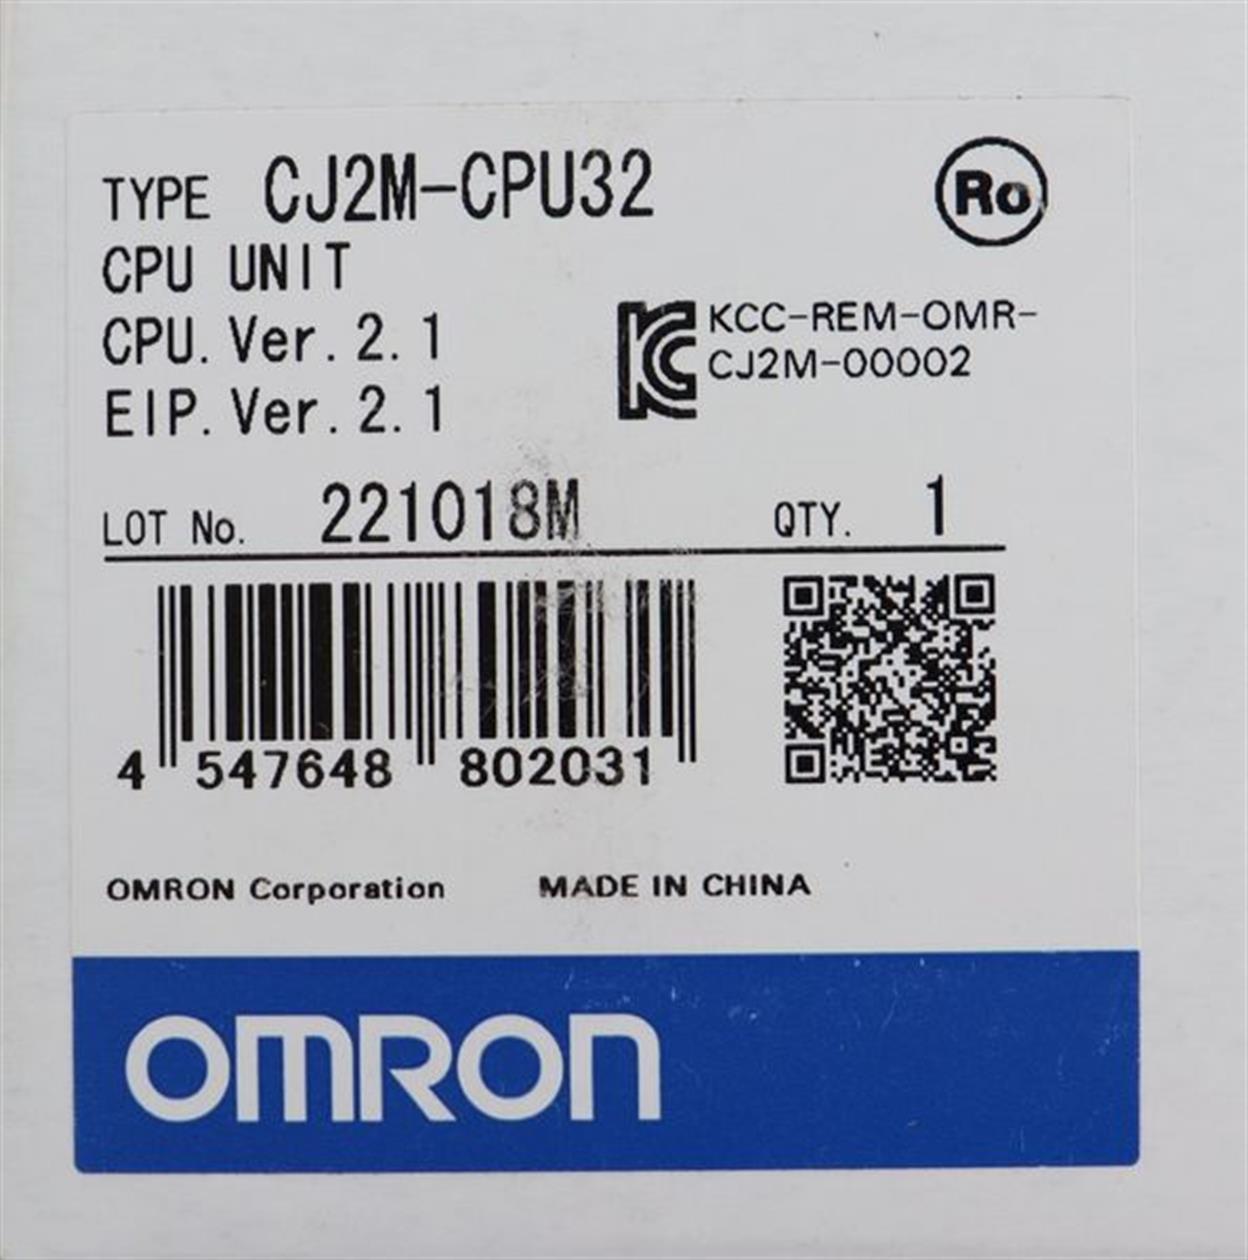 TYPE CJ2M-CPU32
Ro
CPU UNIT
CPU. Ver. 2. 1
EIP. Ver. 2. 1
KCC-REM-OMR-
CJ2M-00002
LOT No. 221018M QTY. 1
4 547648 802031
OMRON Corporation MADE IN CHINA
OMRON